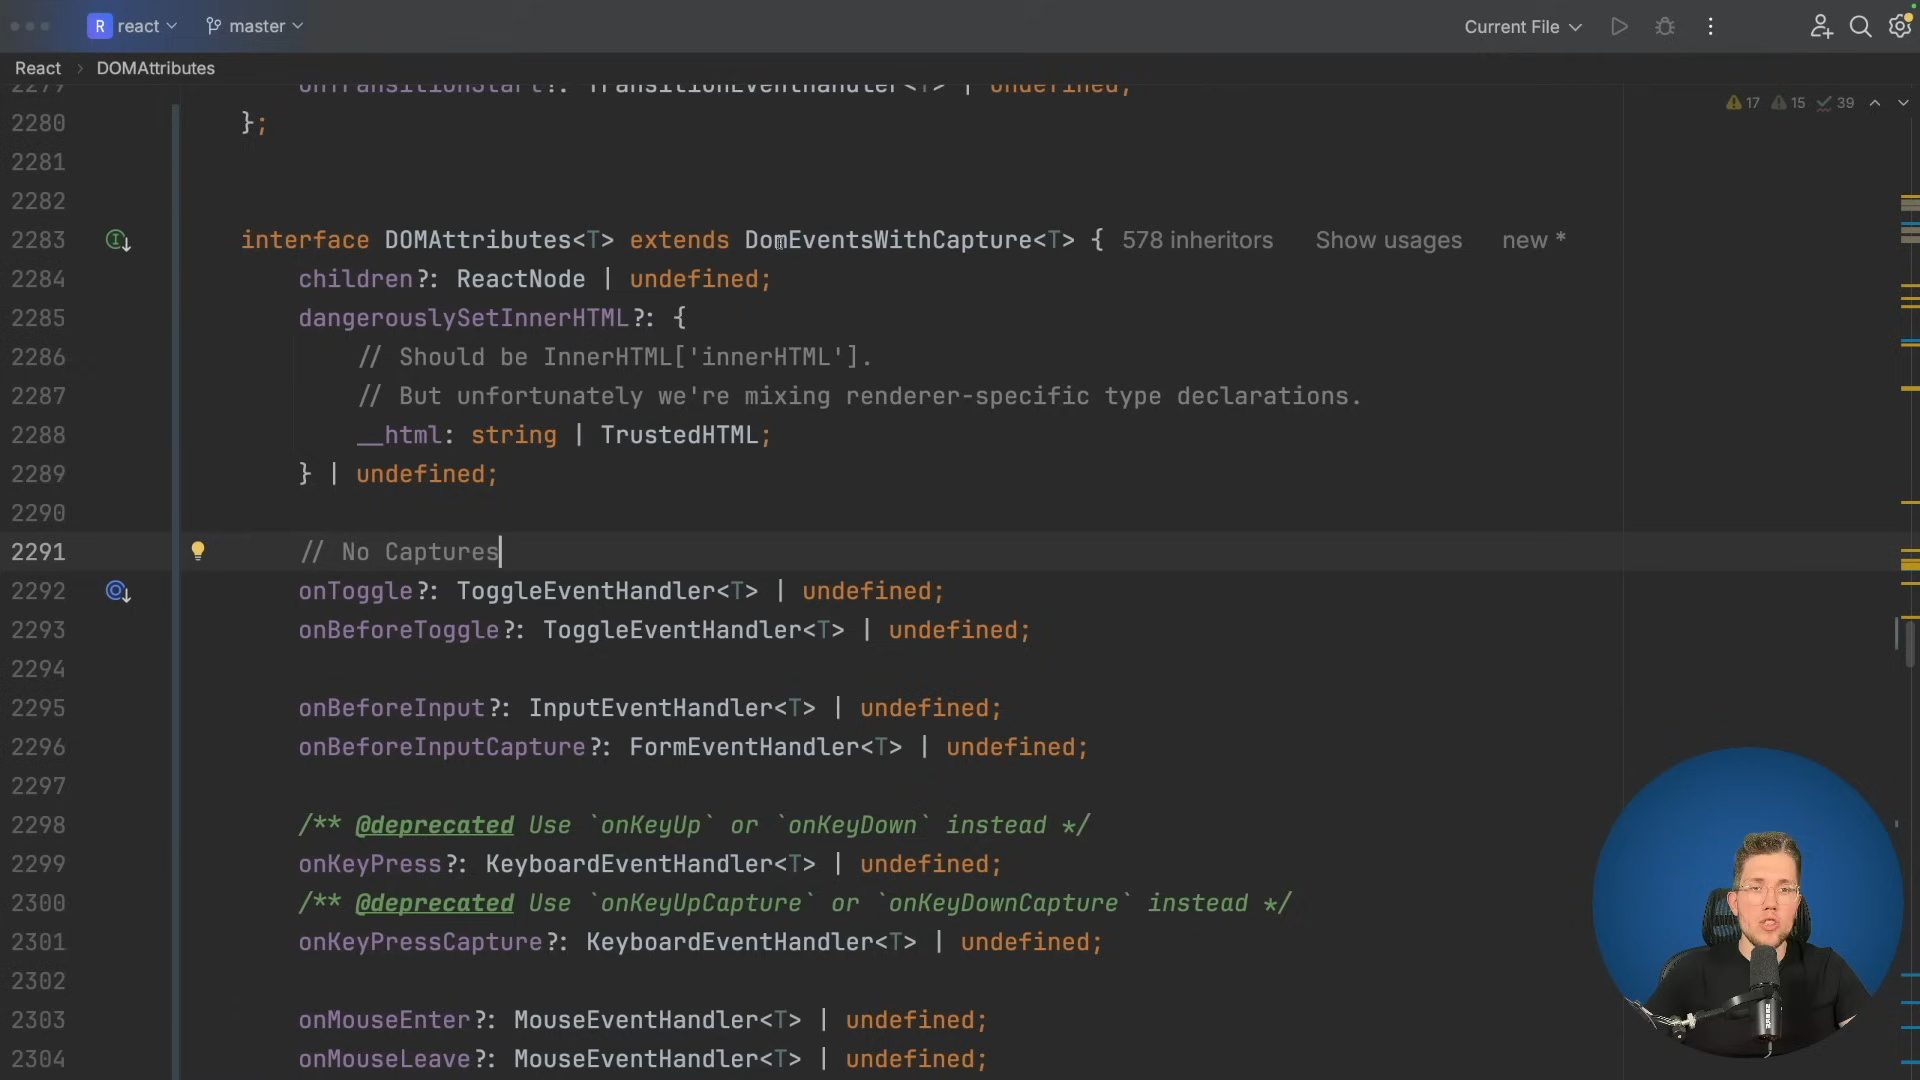 R react master Current File
React › DOMAttributes
2279 onTransitionStart?: TransitionEventHandler<T> | undefined;
17 15 39
2280 };
2281
2282
2283 interface DOMAttributes<T> extends DomEventsWithCapture<T> { 578 inheritors Show usages new *
2284 children?: ReactNode | undefined;
2285 dangerouslySetInnerHTML?: {
2286 // Should be InnerHTML['innerHTML'].
2287 // But unfortunately we're mixing renderer-specific type declarations.
2288 __html: string | TrustedHTML;
2289 } | undefined;
2290
2291 // No Captures
2292 onToggle?: ToggleEventHandler<T> | undefined;
2293 onBeforeToggle?: ToggleEventHandler<T> | undefined;
2294
2295 onBeforeInput?: InputEventHandler<T> | undefined;
2296 onBeforeInputCapture?: FormEventHandler<T> | undefined;
2297
2298 /** @deprecated Use `onKeyUp` or `onKeyDown` instead */
2299 onKeyPress?: KeyboardEventHandler<T> | undefined;
2300 /** @deprecated Use `onKeyUpCapture` or `onKeyDownCapture` instead */
2301 onKeyPressCapture?: KeyboardEventHandler<T> | undefined;
2302
2303 onMouseEnter?: MouseEventHandler<T> | undefined;
2304 onMouseLeave?: MouseEventHandler<T> | undefined;